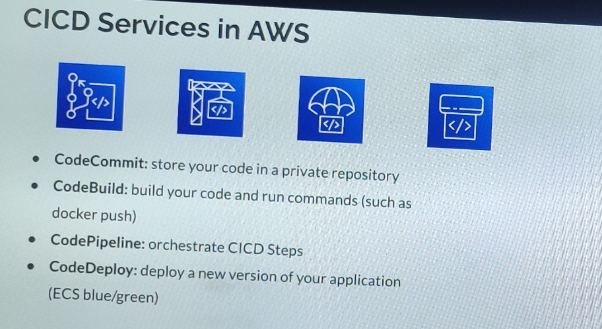 CICD Services in AWS
</>
</>
</>
</>
• CodeCommit: store your code in a private repository
• CodeBuild: build your code and run commands (such as
docker push)
• CodePipeline: orchestrate CICD Steps
• CodeDeploy: deploy a new version of your application
(ECS blue/green)